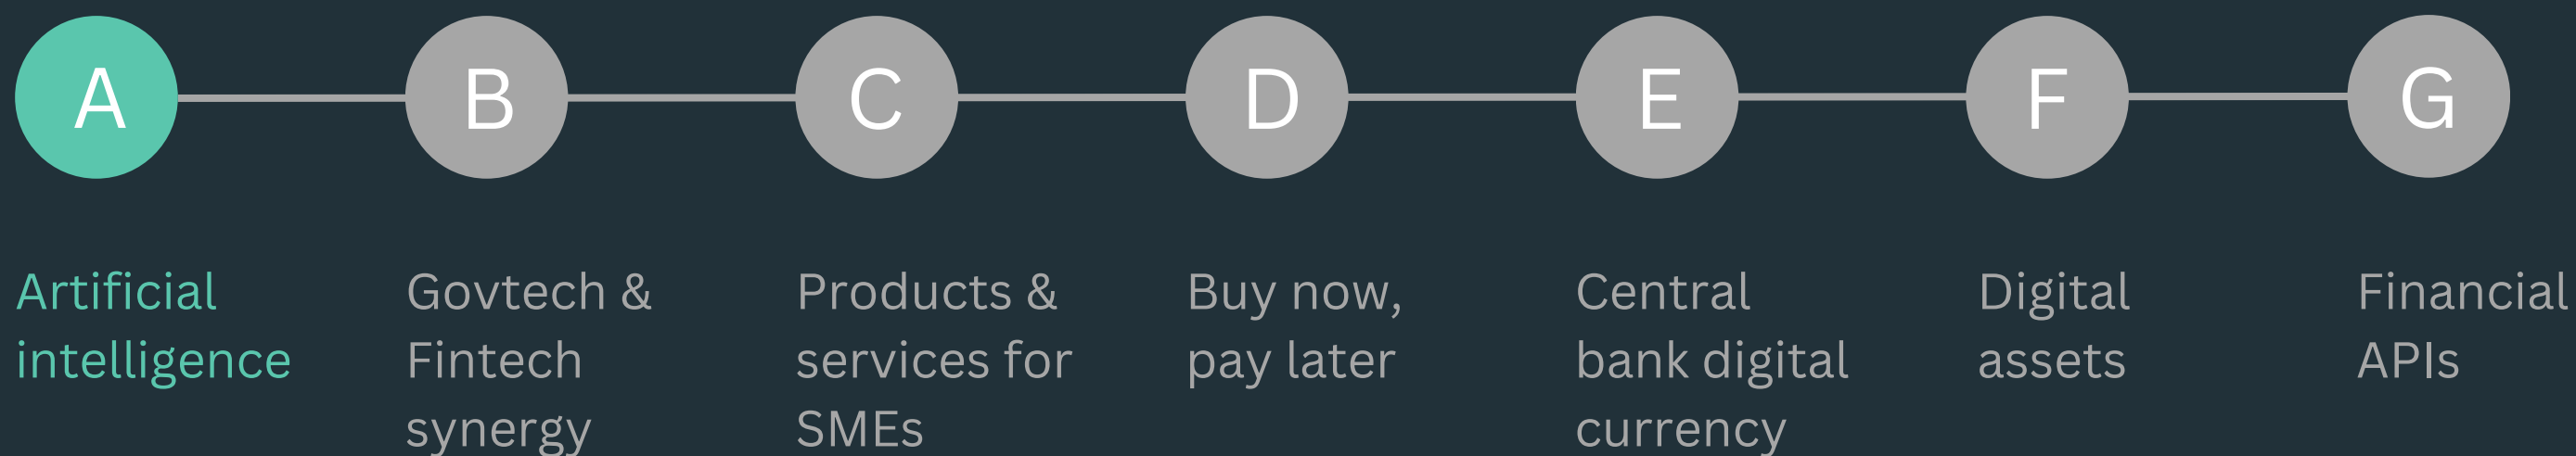 A
B
C
D
E
F
G
Artificial
intelligence
Govtech &
Fintech
synergy
Products &
services for
SMEs
Buy now,
pay later
Central
bank digital
currency
Digital
assets
Financial
APIs